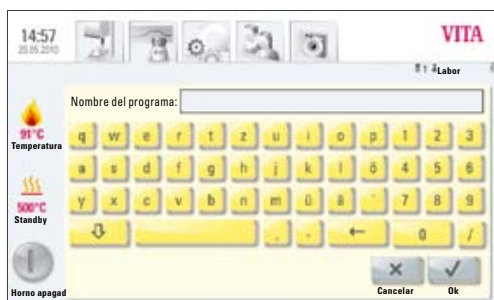 14:57
VITA
20.05.2010
Labor
Nombre del programa:
91°C
Temperatura
q w e r t z u i o p 1 2 3
a s d f g h j k l ö 4 5 6
500°C
Standby
y x c v b n m ü ä 7 8 9
. - ← 0 /
Horno apagad
Cancelar Ok